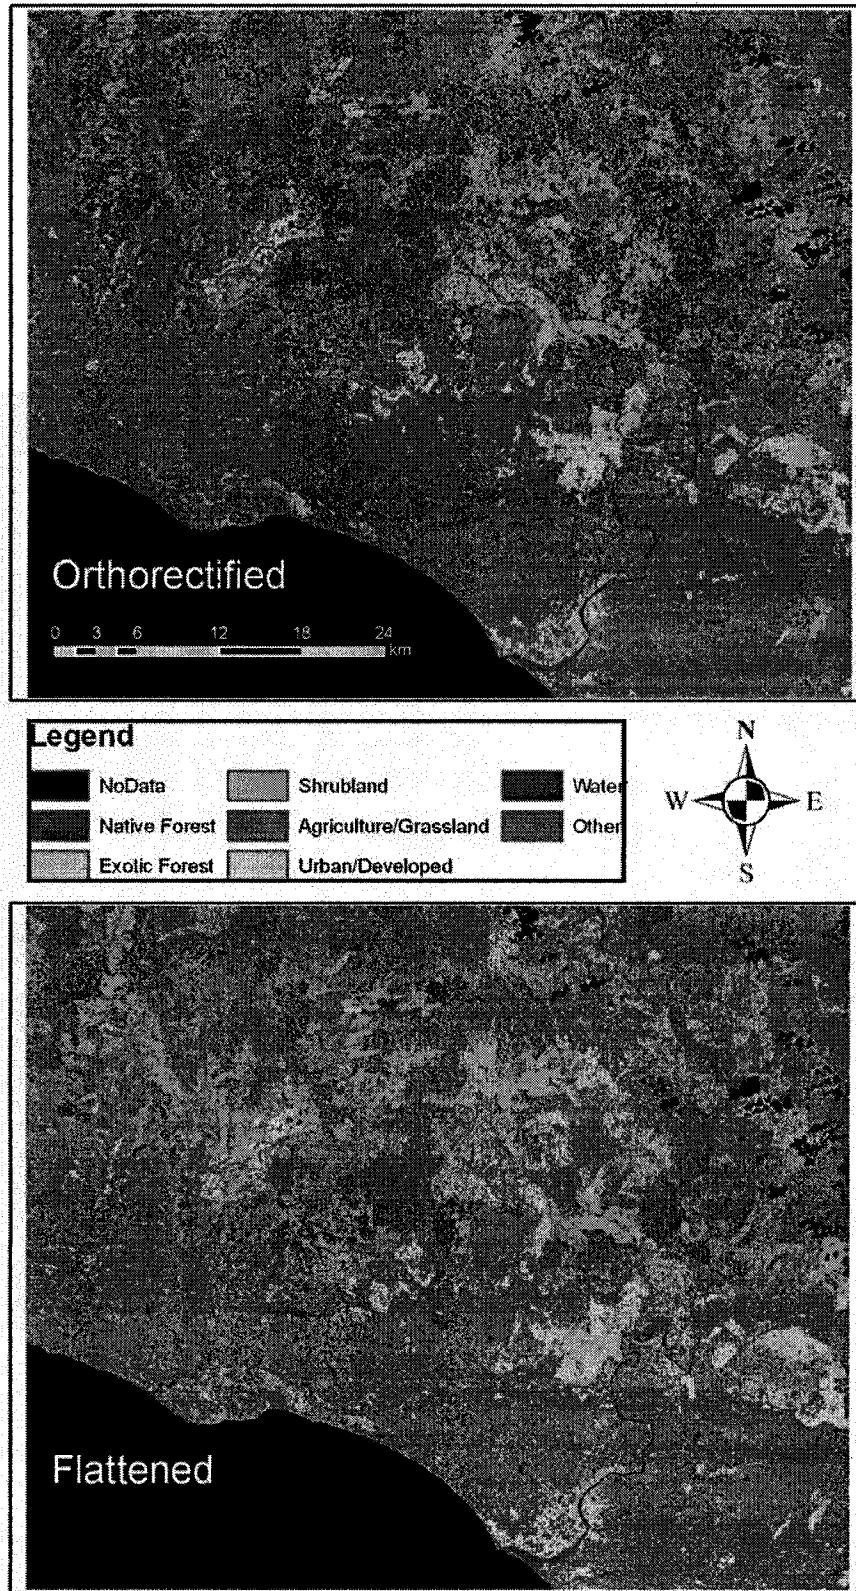 Orthorectified
0 3 6 12 18 24
km
Legend
NoData
Shrubland
Water
Native Forest
Agriculture/Grassland
Other
Exotic Forest
Urban/Developed
N
W E
S
Flattened